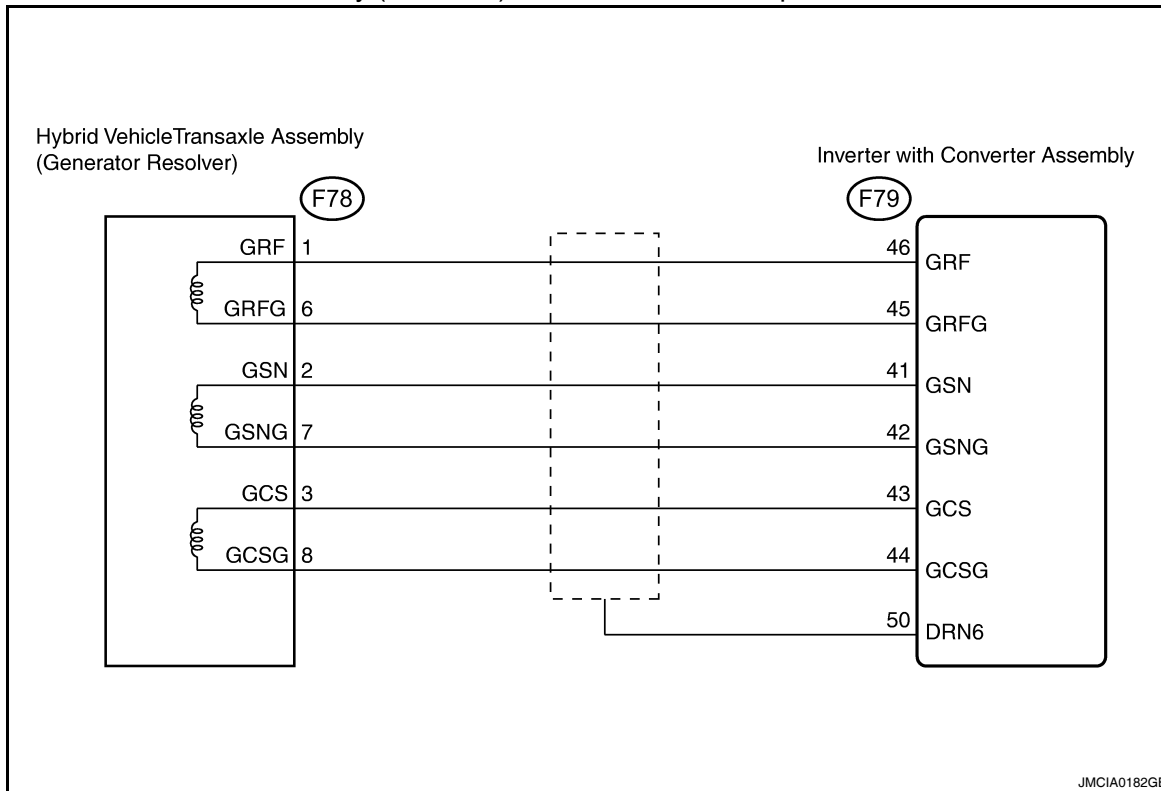 Hybrid VehicleTransaxle Assembly
(Generator Resolver)
Inverter with Converter Assembly
F78
F79
GRF 1
46 GRF
GRFG 6
45 GRFG
GSN 2
41 GSN
GSNG 7
42 GSNG
GCS 3
43 GCS
GCSG 8
44 GCSG
50 DRN6